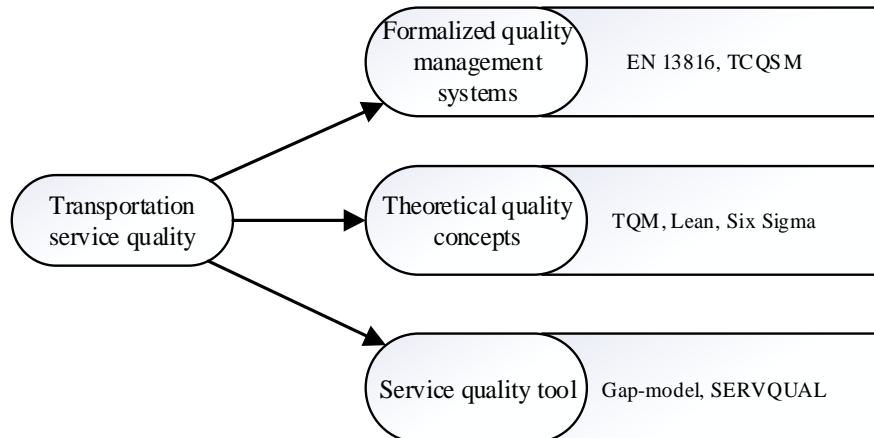 Formalized quality
management
systems
EN 13816, TCQSM
Transportation
service quality
Theoretical quality
concepts
TQM, Lean, Six Sigma
Service quality tool
Gap-model, SERVQUAL